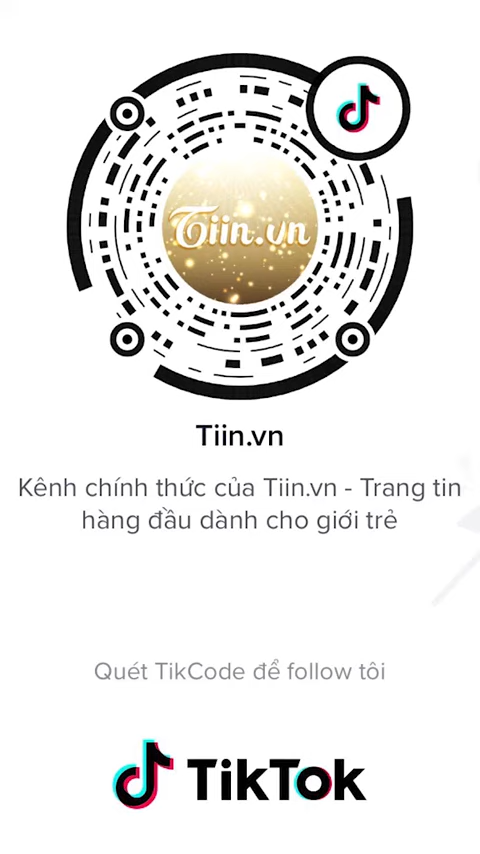 Tiin.vn
Tiin.vn
Kênh chính thức của Tiin.vn - Trang tin
hàng đầu dành cho giới trẻ
Quét TikCode để follow tôi
TikTok